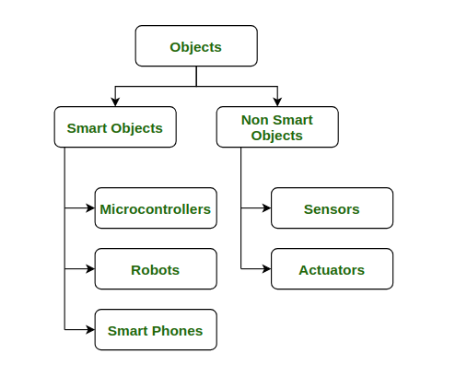 Objects
Smart Objects
Non Smart
Objects
Microcontrollers
Sensors
Robots
Actuators
Smart Phones